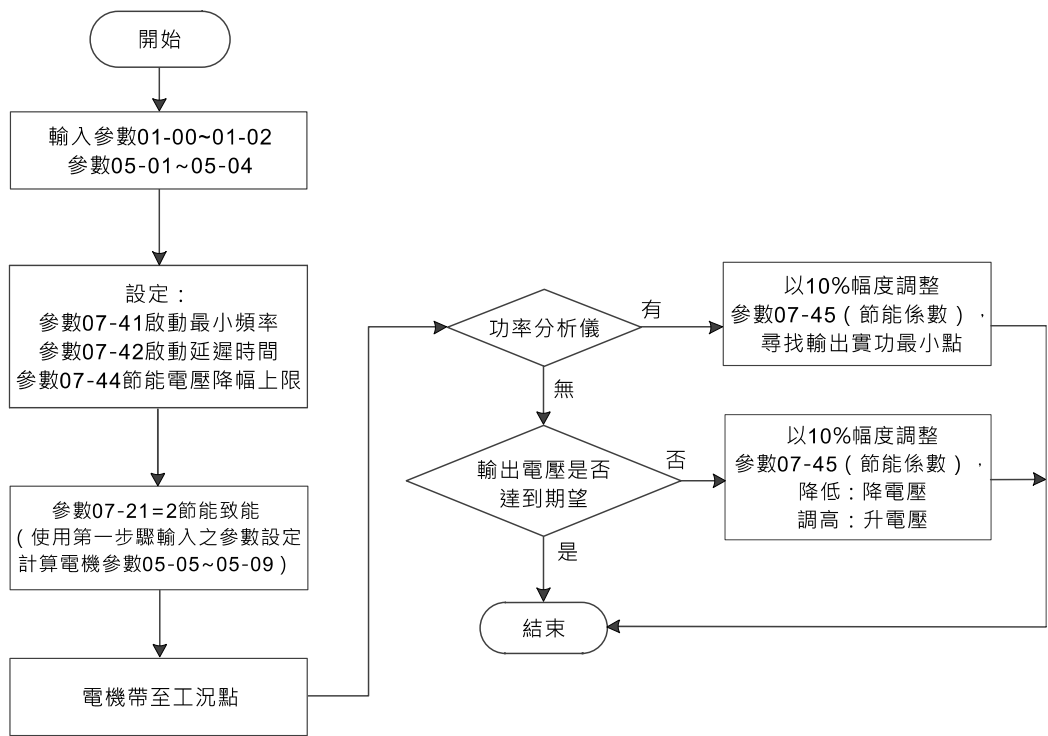 開始
輸入參數01-00~01-02
參數05-01~05-04
設定：
參數07-41啟動最小頻率
參數07-42啟動延遲時間
參數07-44節能電壓降幅上限
參數07-21=2節能致能
（使用第一步驟輸入之參數設定
計算電機參數05-05~05-09）
電機帶至工況點
功率分析儀
有
以10%幅度調整
參數07-45（節能係數），
尋找輸出實功最小點
無
輸出電壓是否
達到期望
否
以10%幅度調整
參數07-45（節能係數），
降低：降電壓
調高：升電壓
是
結束